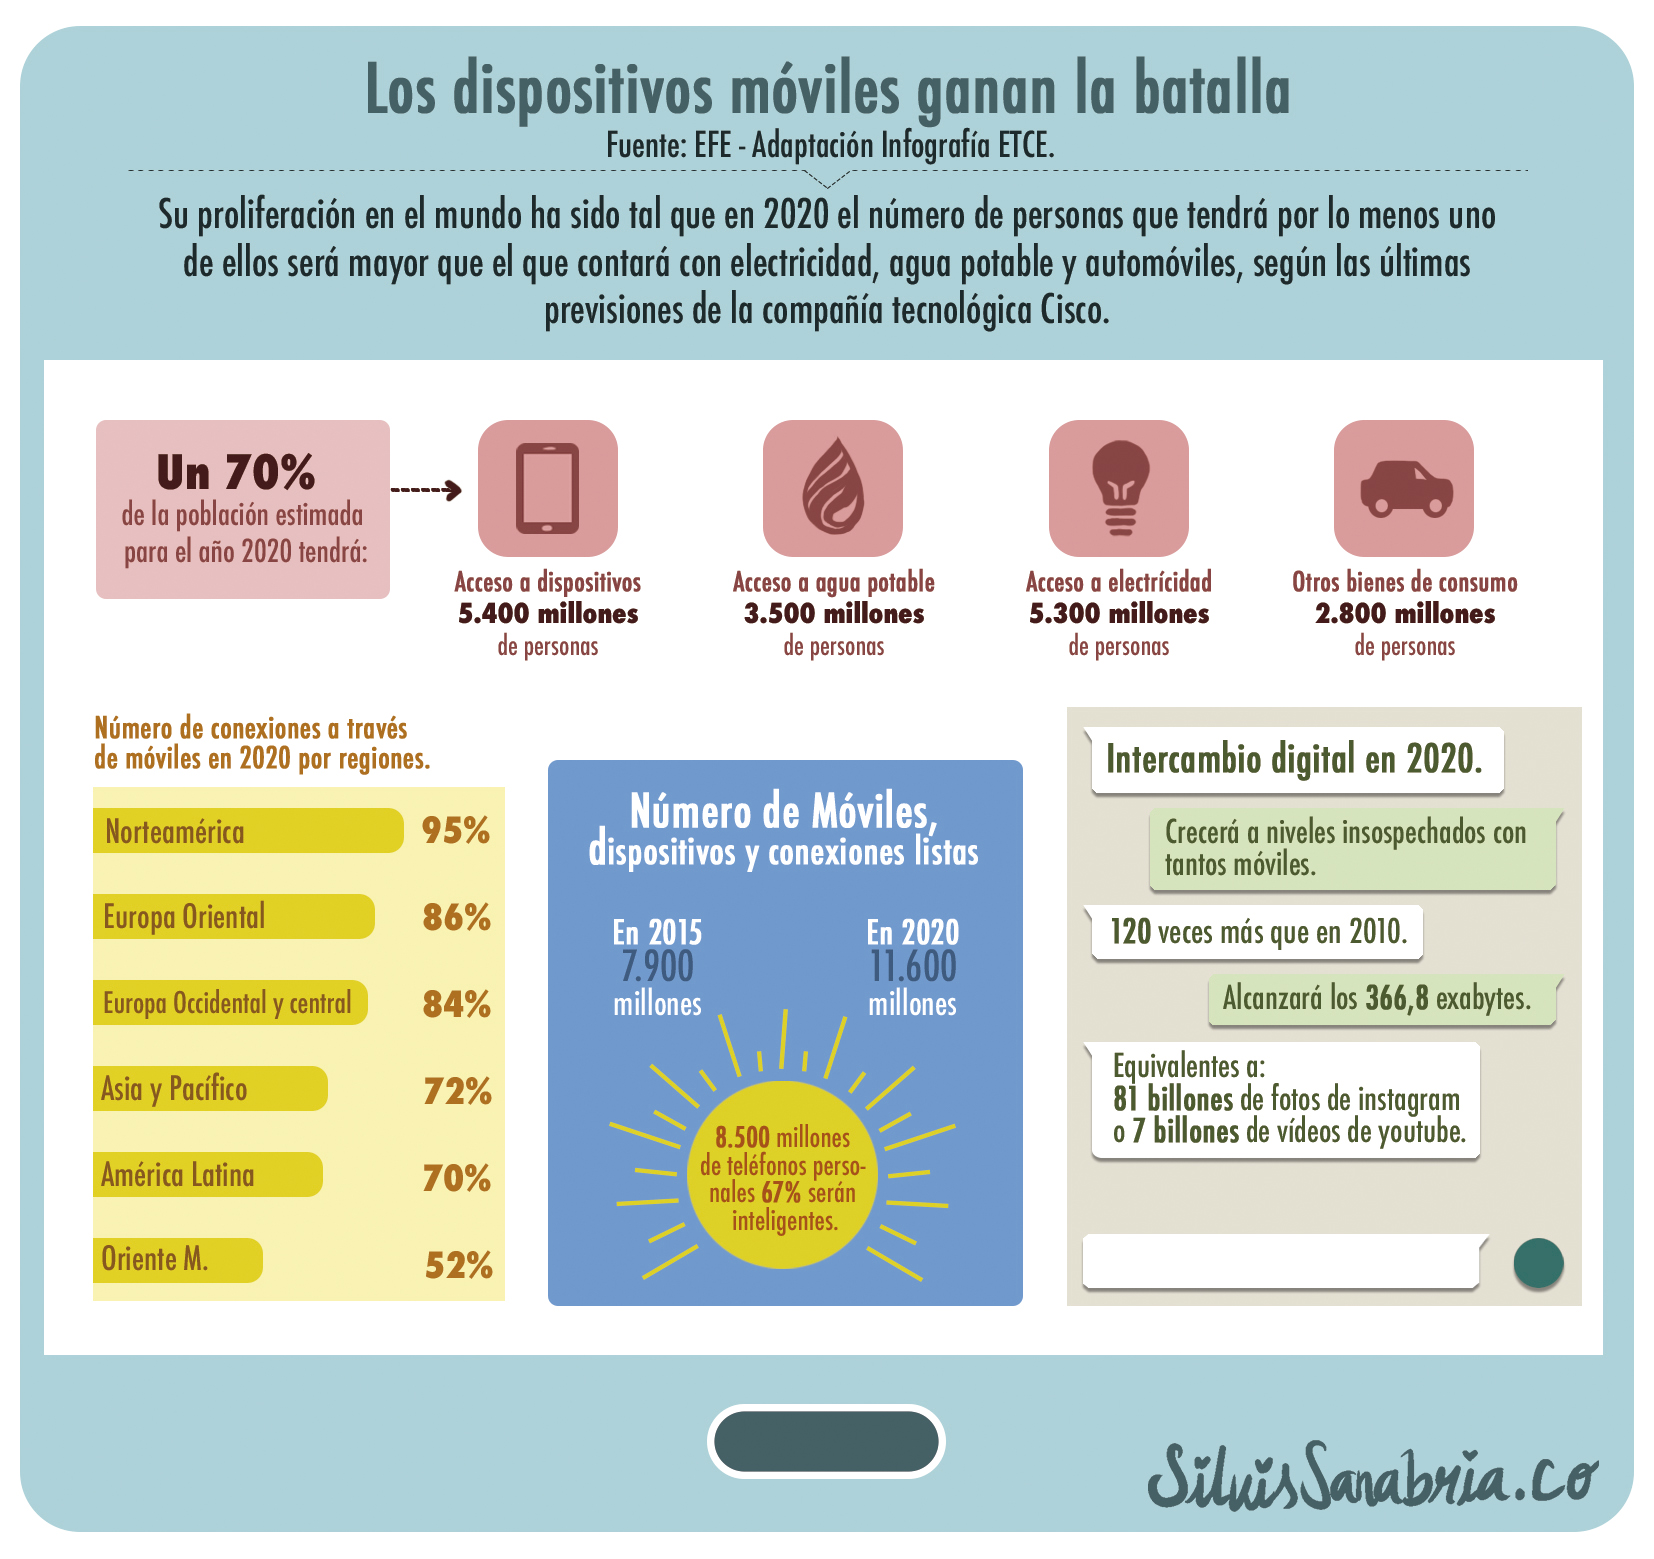 Los dispositivos móviles ganan la batalla
Fuente: EFE - Adaptación Infografía ETCE.
Su proliferación en el mundo ha sido tal que en 2020 el número de personas que tendrá por lo menos uno
de ellos será mayor que el que contará con electricidad, agua potable y automóviles, según las últimas
previsiones de la compañía tecnológica Cisco.
Un 70%
de la población estimada
para el año 2020 tendrá:
Acceso a dispositivos
5.400 millones
de personas
Acceso a agua potable
3.500 millones
de personas
Acceso a electrícidad
5.300 millones
de personas
Otros bienes de consumo
2.800 millones
de personas
Número de conexiones a través
de móviles en 2020 por regiones.
Norteamérica 95%
Europa Oriental 86%
Europa Occidental y central 84%
Asia y Pacífico 72%
América Latina 70%
Oriente M. 52%
Número de Móviles,
dispositivos y conexiones listas
En 2015
7.900
millones
En 2020
11.600
millones
8.500 millones
de teléfonos perso-
nales 67% serán
inteligentes.
Intercambio digital en 2020.
Crecerá a niveles insospechados con
tantos móviles.
120 veces más que en 2010.
Alcanzará los 366,8 exabytes.
Equivalentes a:
81 billones de fotos de instagram
o 7 billones de vídeos de youtube.
SilvisSanabria.co